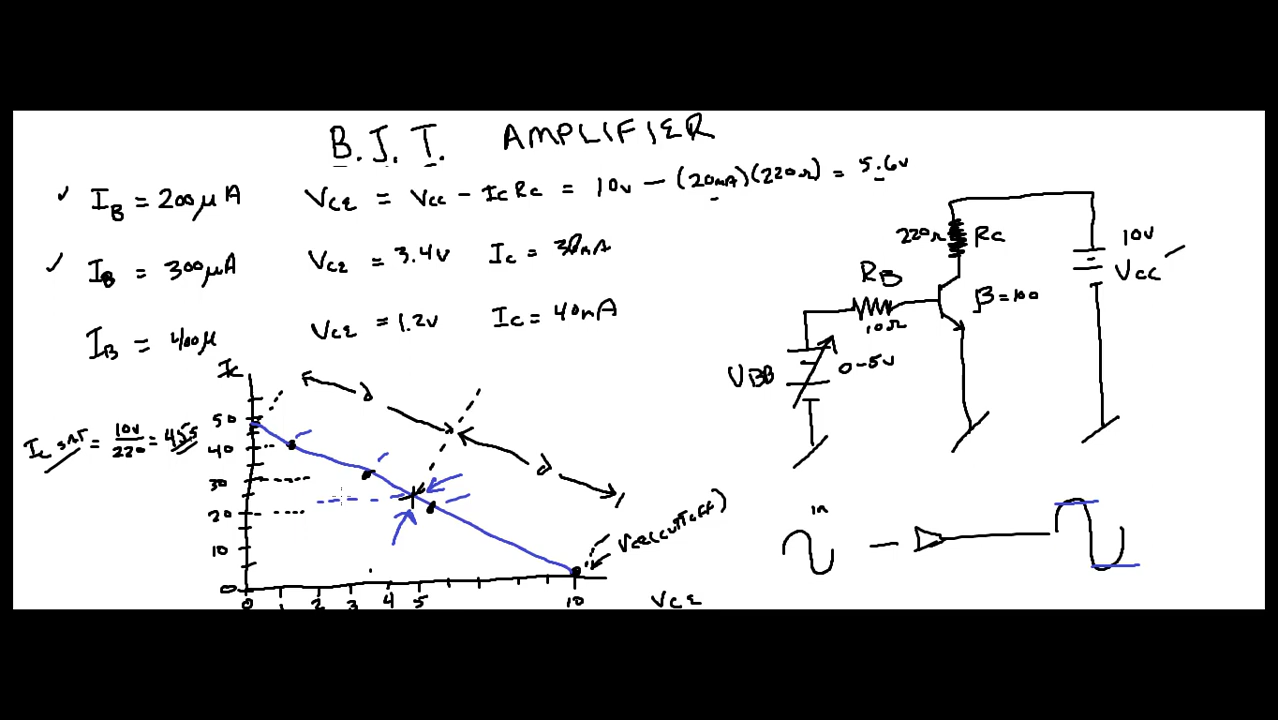 B.J.T. AMPLIFIER
IB = 200μA VCE = VCC - ICRC = 10V - (20mA)(220Ω) = 5.6V
IB = 300μA VCE = 3.4V IC = 30mA
IB = 400μ VCE = 1.2V IC = 40mA
220Ω RC
10V
VCC
RB
10Ω
β=100
VBB 0-5V
IC
IC SAT = 10V/220 = 45.5
50
40
30
20
10
0
0 1 2 3 4 5 10
VCE
VCE(CUTTOFF)
in